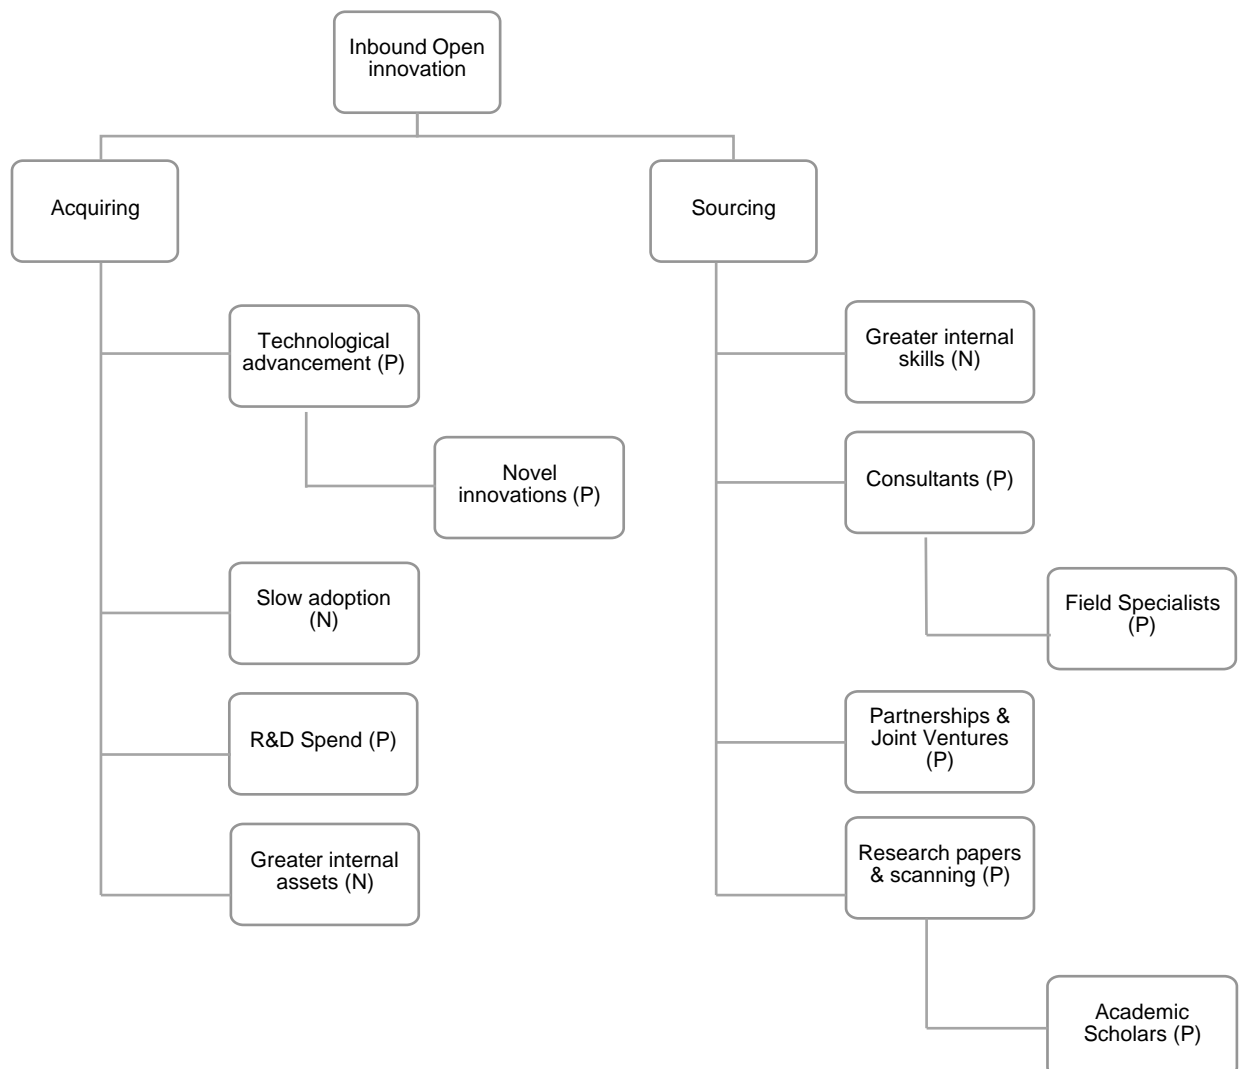 Inbound Open
innovation
Acquiring
Sourcing
Technological
advancement (P)
Novel
innovations (P)
Slow adoption
(N)
R&D Spend (P)
Greater internal
assets (N)
Greater internal
skills (N)
Consultants (P)
Field Specialists
(P)
Partnerships &
Joint Ventures
(P)
Research papers
& scanning (P)
Academic
Scholars (P)